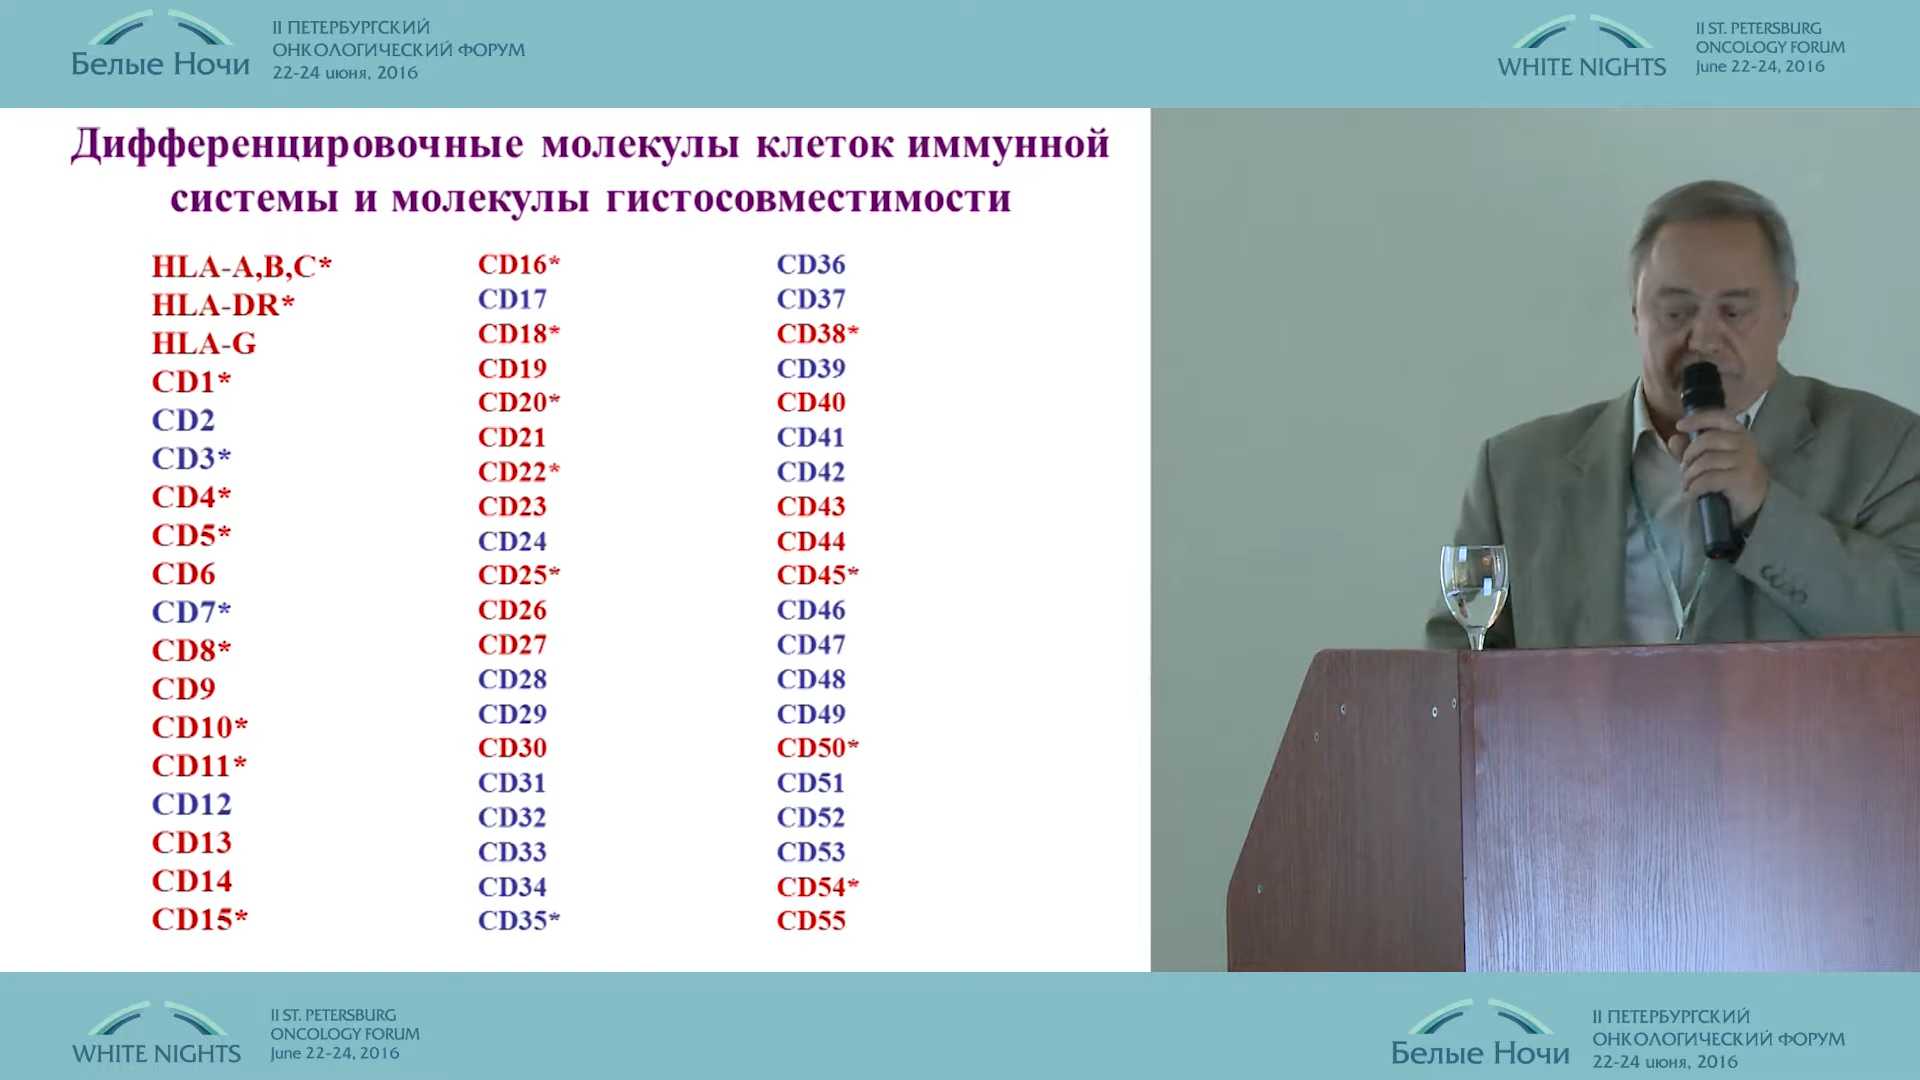 Белые Ночи
II ПЕТЕРБУРГСКИЙ
ОНКОЛОГИЧЕСКИЙ ФОРУМ
22-24 июня, 2016
WHITE NIGHTS
II ST. PETERSBURG
ONCOLOGY FORUM
June 22-24, 2016
Дифференцировочные молекулы клеток иммунной
системы и молекулы гистосовместимости
HLA-A,B,C*
HLA-DR*
HLA-G
CD1*
CD2
CD3*
CD4*
CD5*
CD6
CD7*
CD8*
CD9
CD10*
CD11*
CD12
CD13
CD14
CD15*
CD16*
CD17
CD18*
CD19
CD20*
CD21
CD22*
CD23
CD24
CD25*
CD26
CD27
CD28
CD29
CD30
CD31
CD32
CD33
CD34
CD35*
CD36
CD37
CD38*
CD39
CD40
CD41
CD42
CD43
CD44
CD45*
CD46
CD47
CD48
CD49
CD50*
CD51
CD52
CD53
CD54*
CD55
WHITE NIGHTS
II ST. PETERSBURG
ONCOLOGY FORUM
June 22-24, 2016
Белые Ночи
II ПЕТЕРБУРГСКИЙ
ОНКОЛОГИЧЕСКИЙ ФОРУМ
22-24 июня, 2016